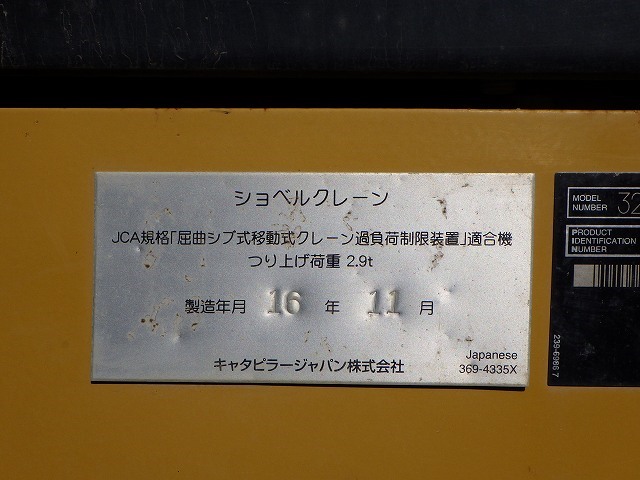 ショベルクレーン
JCA規格「屈曲ジブ式移動式クレーン過負荷制限装置」適合機
つり上げ荷重 2.9t
製造年月 16 年 11 月
キャタピラージャパン株式会社
Japanese
369-4335X
MODEL
NUMBER 32
PRODUCT
IDENTIFICATION
NUMBER
239-5986 7